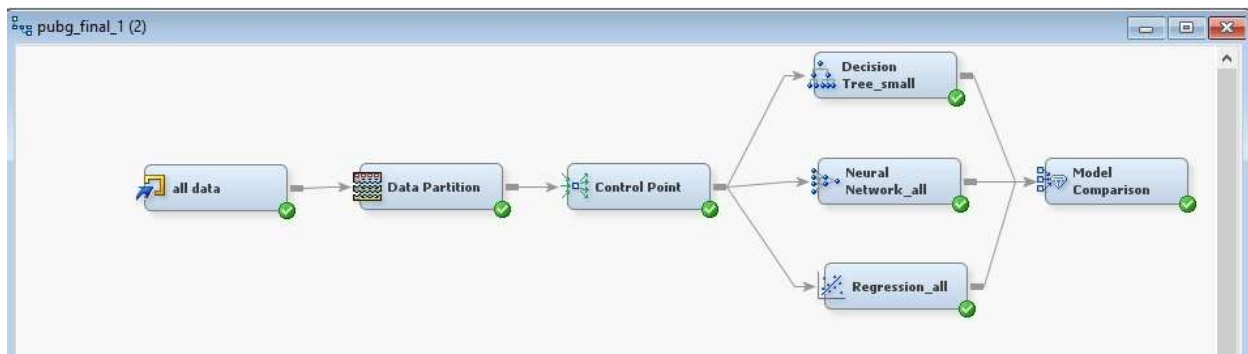 pubg_final_1 (2)
Decision
Tree_small
all data
Data Partition
Control Point
Neural
Network_all
Model
Comparison
Regression_all